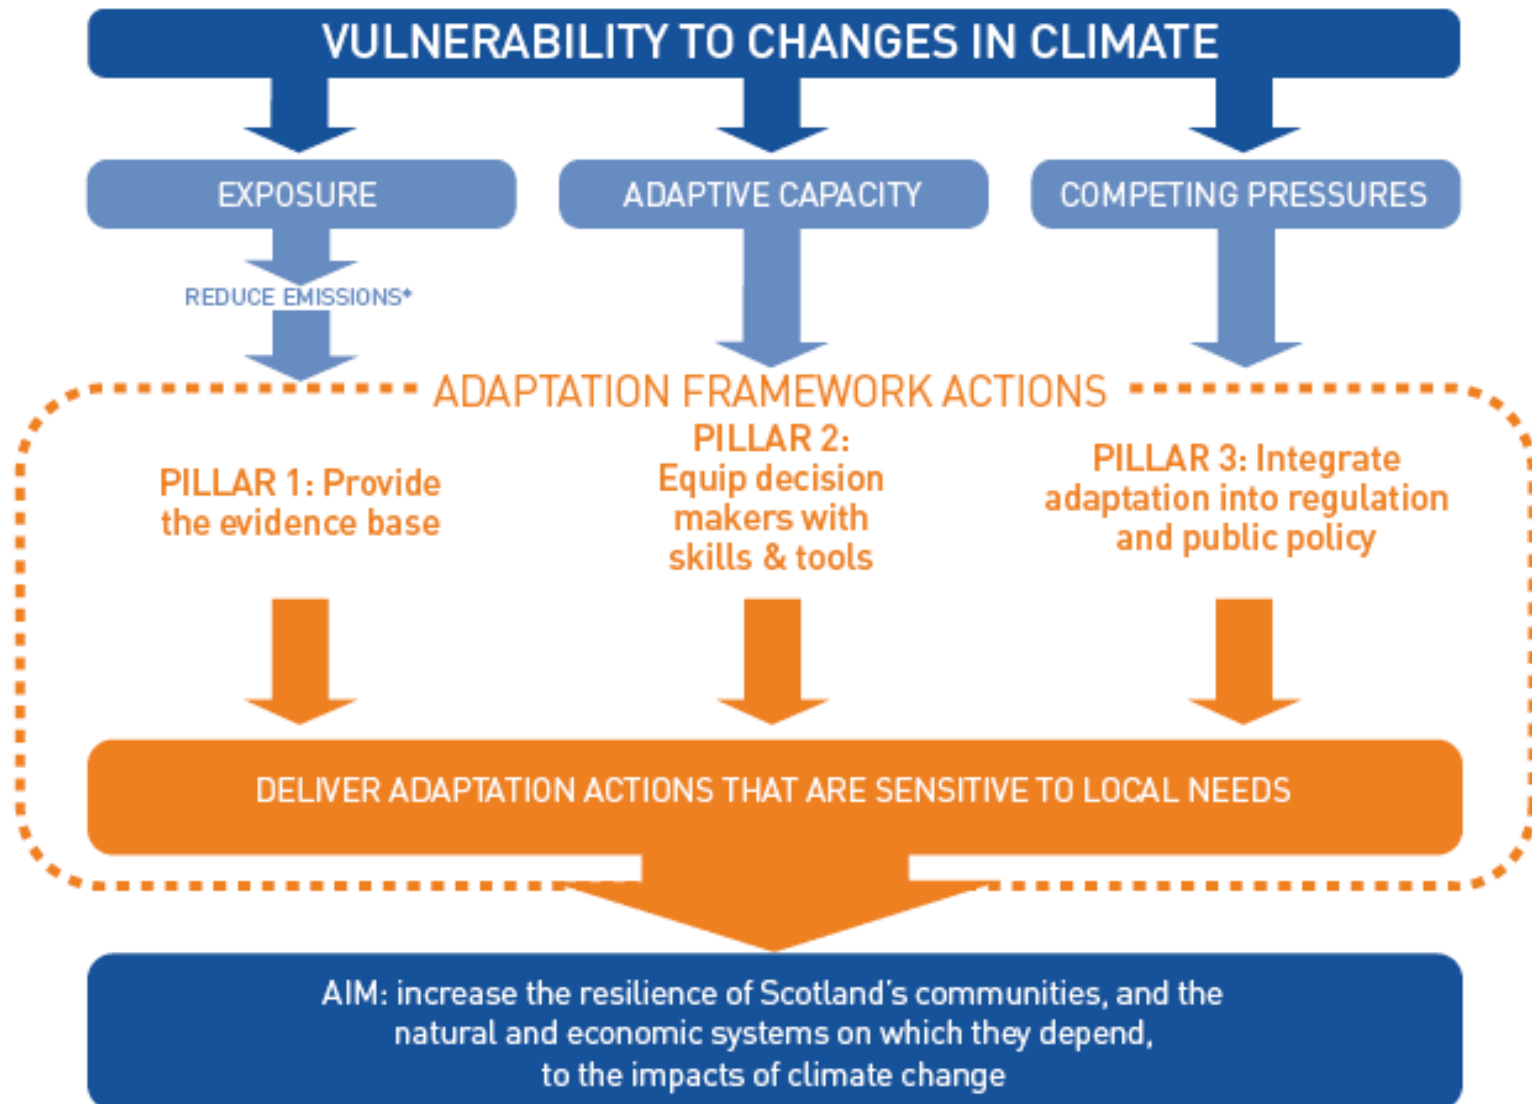 VULNERABILITY TO CHANGES IN CLIMATE
EXPOSURE
ADAPTIVE CAPACITY
COMPETING PRESSURES
REDUCE EMISSIONS*
ADAPTATION FRAMEWORK ACTIONS
PILLAR 1: Provide
the evidence base
PILLAR 2:
Equip decision
makers with
skills & tools
PILLAR 3: Integrate
adaptation into regulation
and public policy
DELIVER ADAPTATION ACTIONS THAT ARE SENSITIVE TO LOCAL NEEDS
AIM: increase the resilience of Scotland's communities, and the
natural and economic systems on which they depend,
to the impacts of climate change